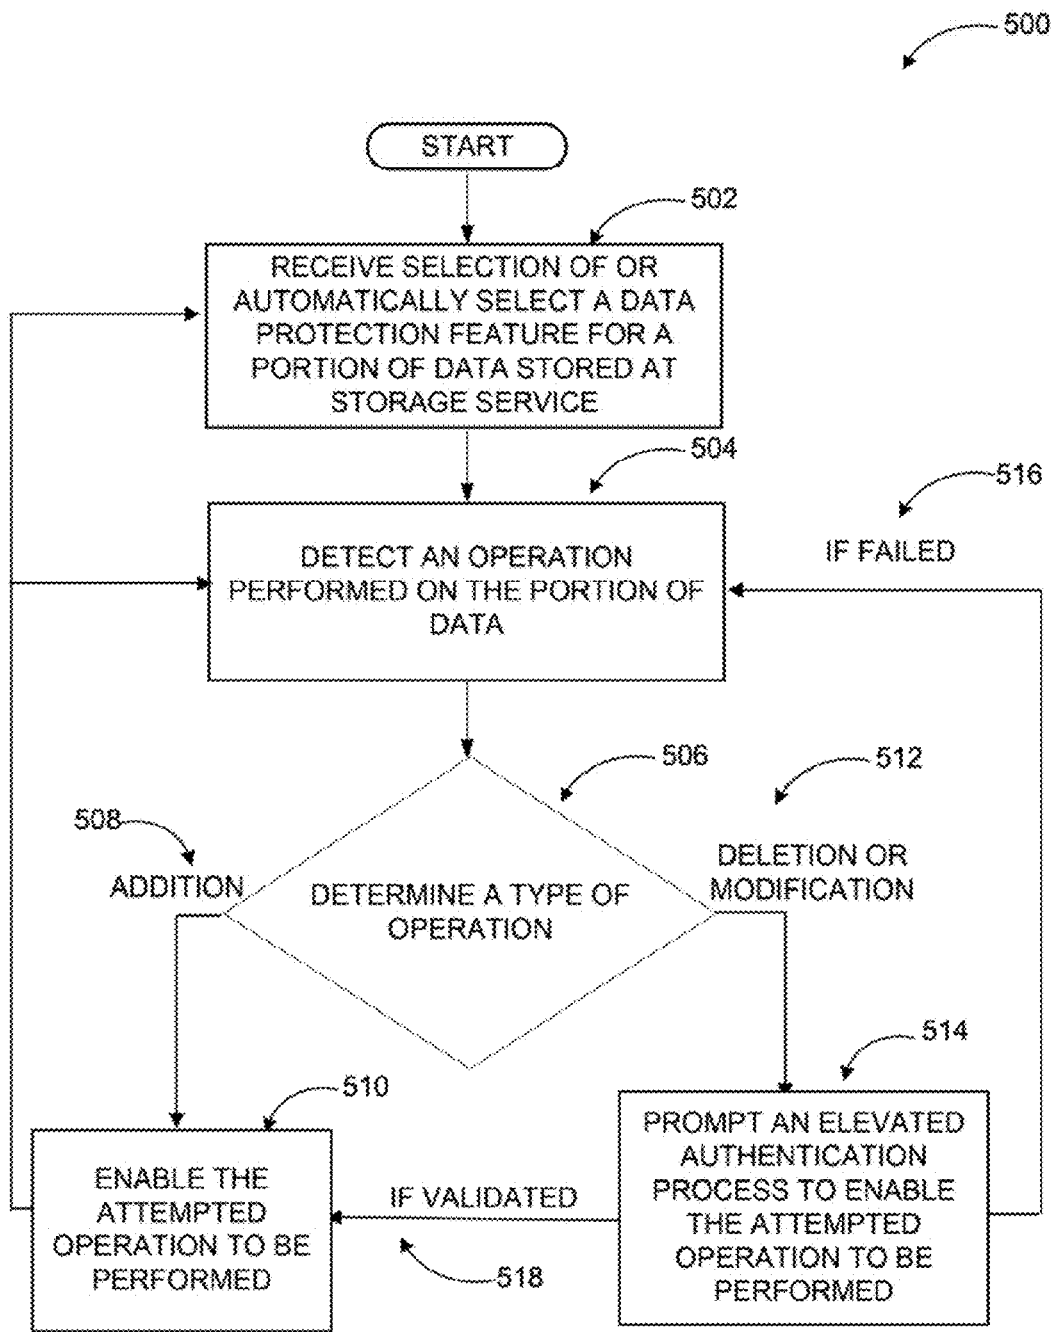 500
START
502
RECEIVE SELECTION OF OR
AUTOMATICALLY SELECT A DATA
PROTECTION FEATURE FOR A
PORTION OF DATA STORED AT
STORAGE SERVICE
504
516
IF FAILED
DETECT AN OPERATION
PERFORMED ON THE PORTION OF
DATA
506
512
508
ADDITION
DELETION OR
MODIFICATION
DETERMINE A TYPE OF
OPERATION
514
510
PROMPT AN ELEVATED
AUTHENTICATION
PROCESS TO ENABLE
THE ATTEMPTED
OPERATION TO BE
PERFORMED
ENABLE THE
ATTEMPTED
OPERATION TO BE
PERFORMED
IF VALIDATED
518